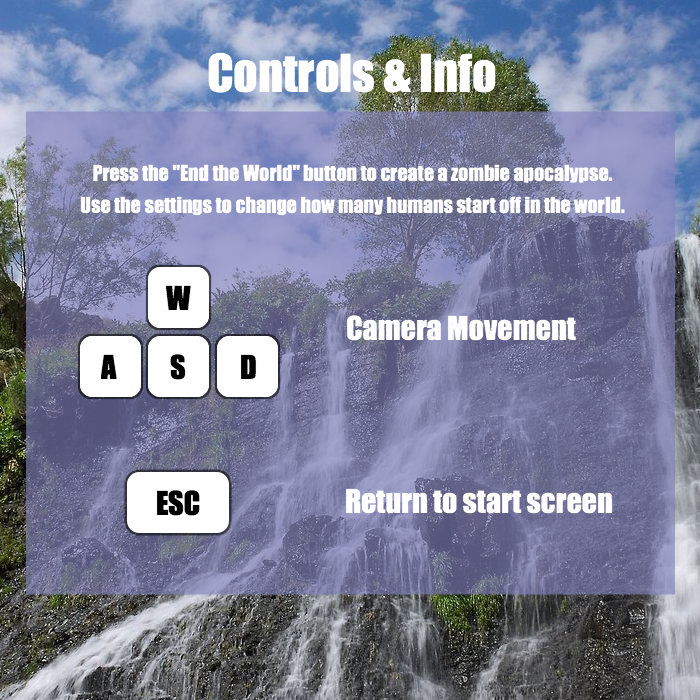 Controls & Info
Press the "End the World" button to create a zombie apocalypse.
Use the settings to change how many humans start off in the world.
W
Camera Movement
A S D
ESC
Return to start screen